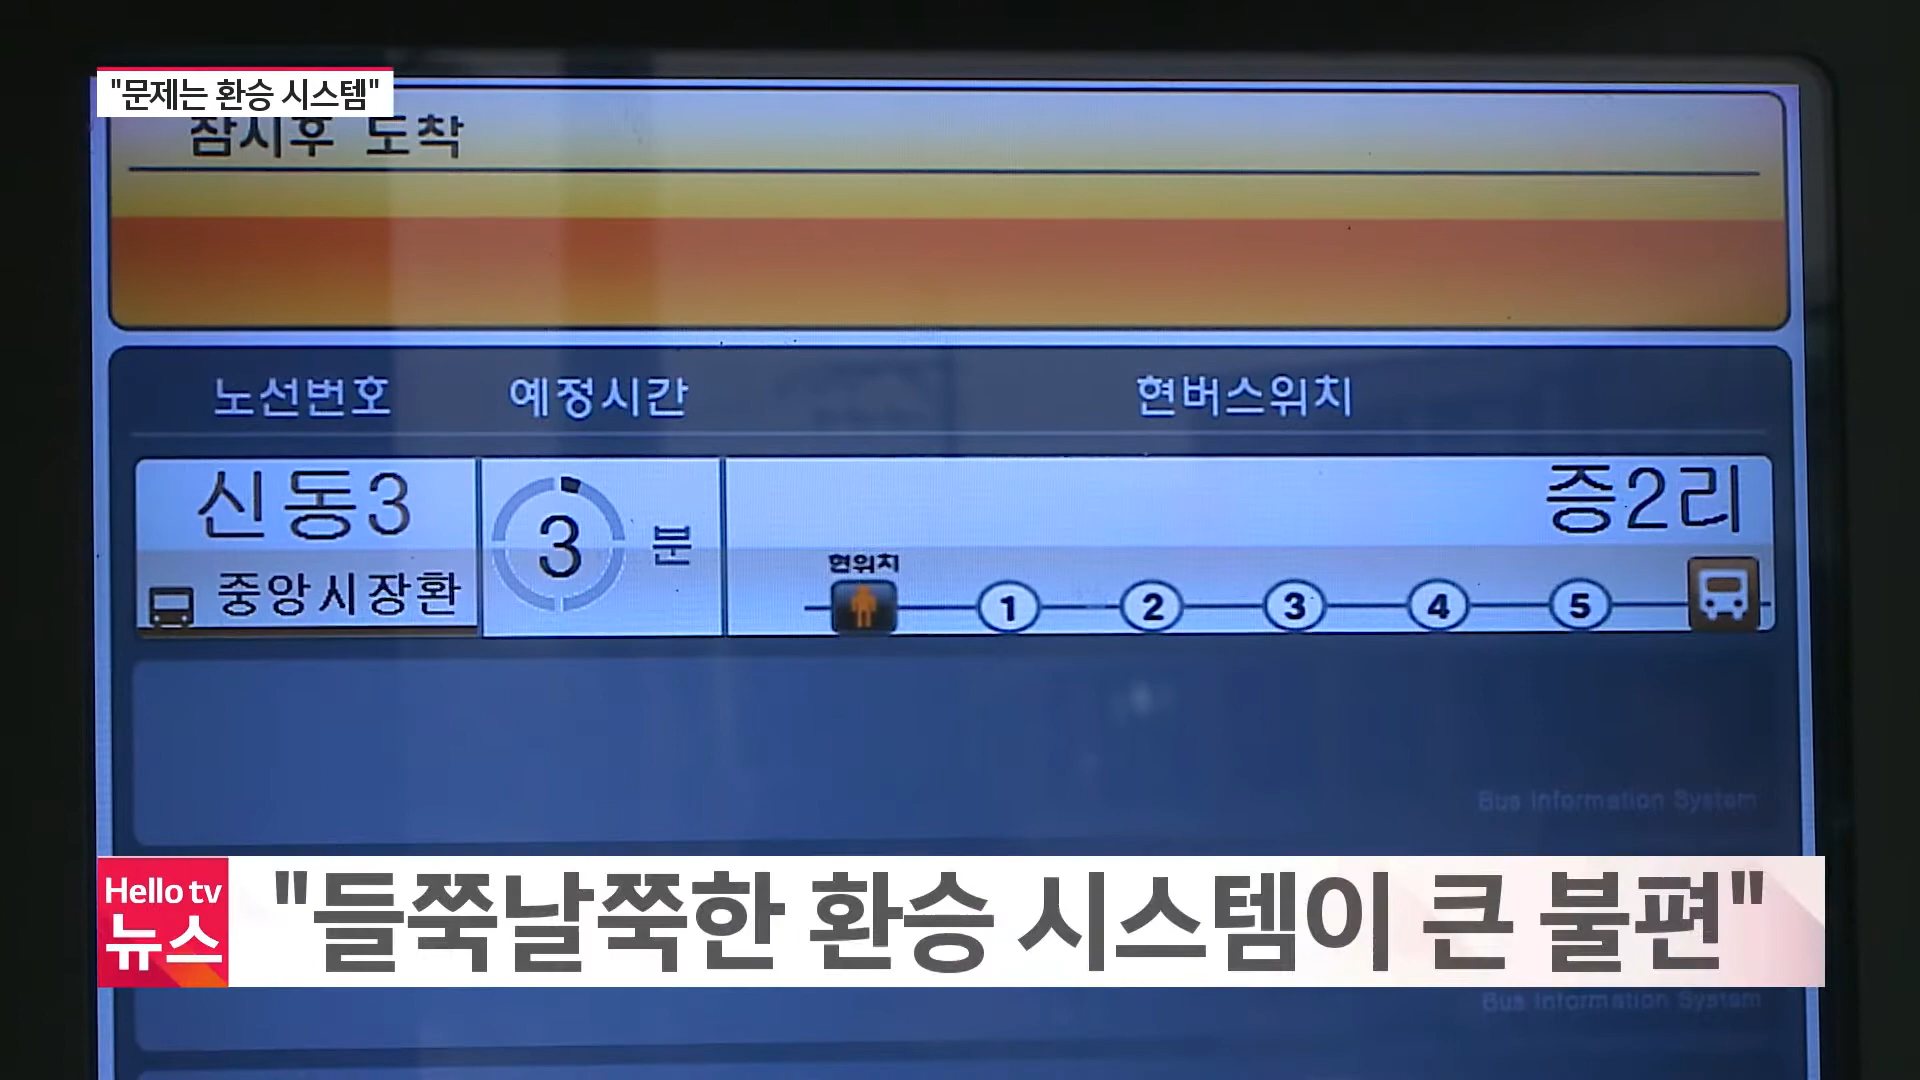 "문제는 환승 시스템"
잠시후 도착
노선번호 예정시간 현버스위치
신동3
중앙시장환
3 분
증2리
현위치
1 2 3 4 5
Bus Information System
Hello tv
뉴스
"들쭉날쭉한 환승 시스템이 큰 불편"
Bus Information System